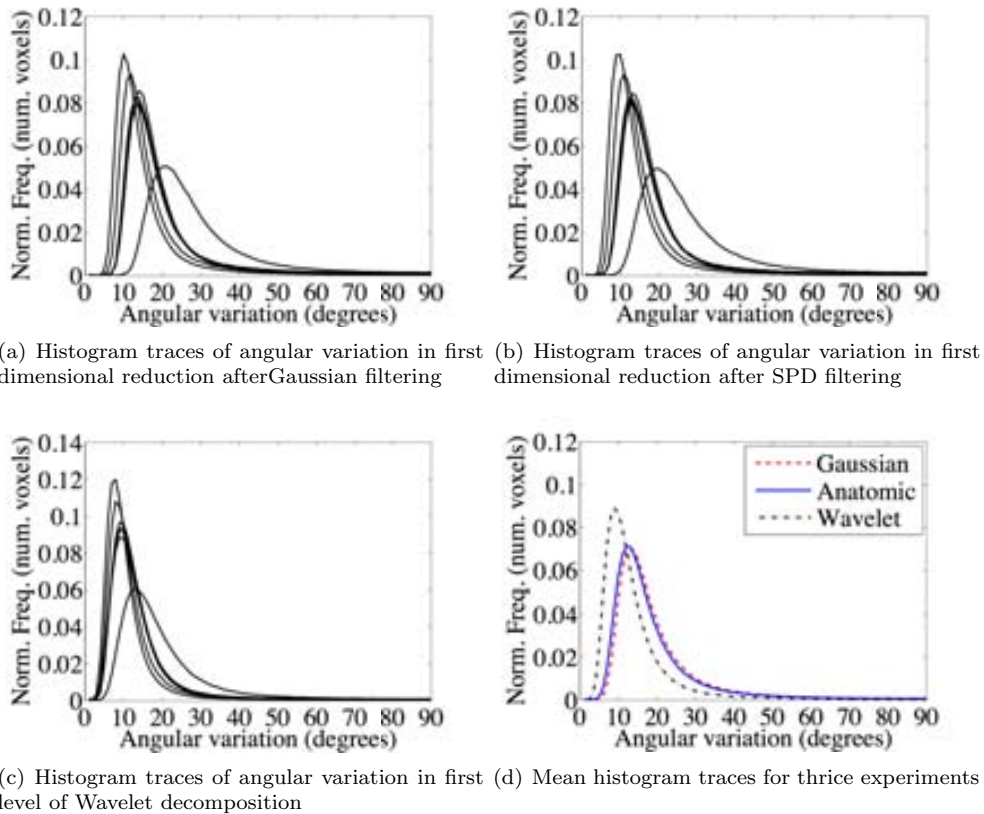 0.12
0.1
0.08
0.06
0.04
0.02
0
Norm. Freq. (num. voxels)
0 10 20 30 40 50 60 70 80 90
Angular variation (degrees)
(a) Histogram traces of angular variation in first
dimensional reduction afterGaussian filtering
0.12
0.1
0.08
0.06
0.04
0.02
0
Norm. Freq. (num. voxels)
0 10 20 30 40 50 60 70 80 90
Angular variation (degrees)
(b) Histogram traces of angular variation in first
dimensional reduction after SPD filtering
0.14
0.12
0.1
0.08
0.06
0.04
0.02
0
Norm. Freq. (num. voxels)
0 10 20 30 40 50 60 70 80 90
Angular variation (degrees)
(c) Histogram traces of angular variation in first
level of Wavelet decomposition
0.12
0.1
0.08
0.06
0.04
0.02
0
Norm. Freq. (num. voxels)
Gaussian
Anatomic
Wavelet
0 10 20 30 40 50 60 70 80 90
Angular variation (degrees)
(d) Mean histogram traces for thrice experiments